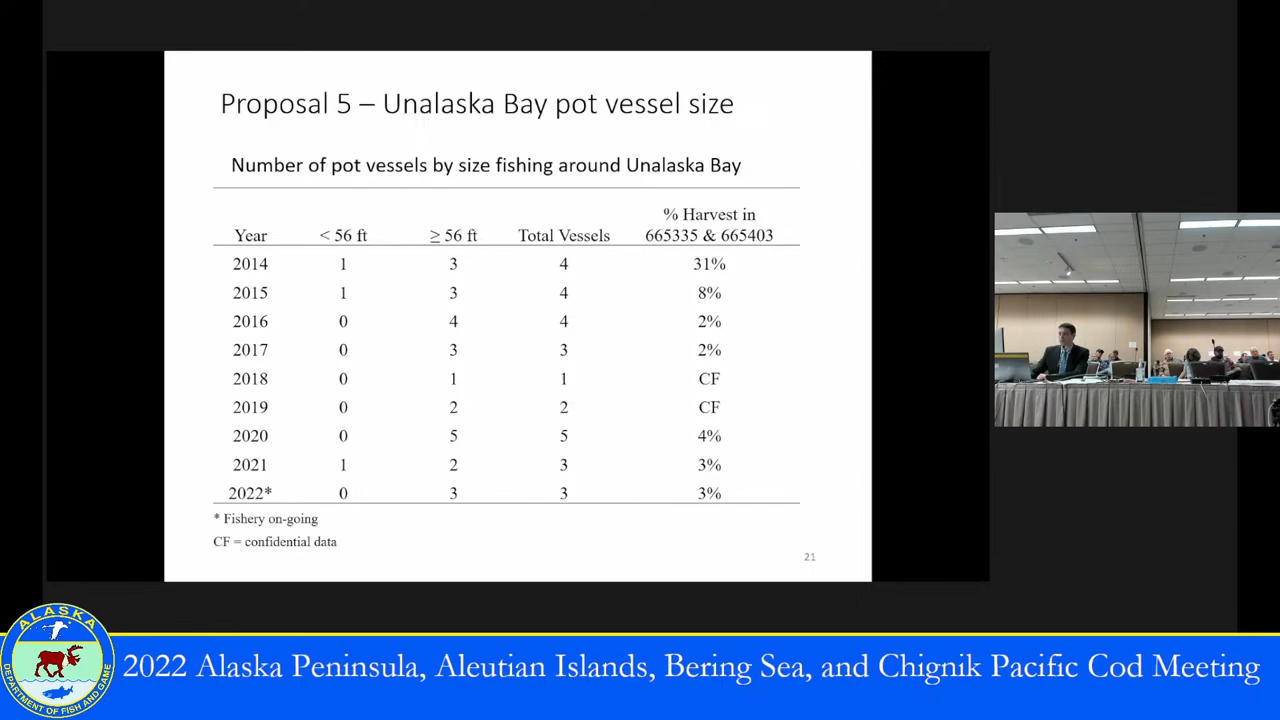 Proposal 5 – Unalaska Bay pot vessel size
Number of pot vessels by size fishing around Unalaska Bay
% Harvest in
Year < 56 ft ≥ 56 ft Total Vessels 665335 & 665403
2014 1 3 4 31%
2015 1 3 4 8%
2016 0 4 4 2%
2017 0 3 3 2%
2018 0 1 1 CF
2019 0 2 2 CF
2020 0 5 5 4%
2021 1 2 3 3%
2022* 0 3 3 3%
* Fishery on-going
CF = confidential data
21
ALASKA
DEPARTMENT OF FISH AND GAME
2022 Alaska Peninsula, Aleutian Islands, Bering Sea, and Chignik Pacific Cod Meeting